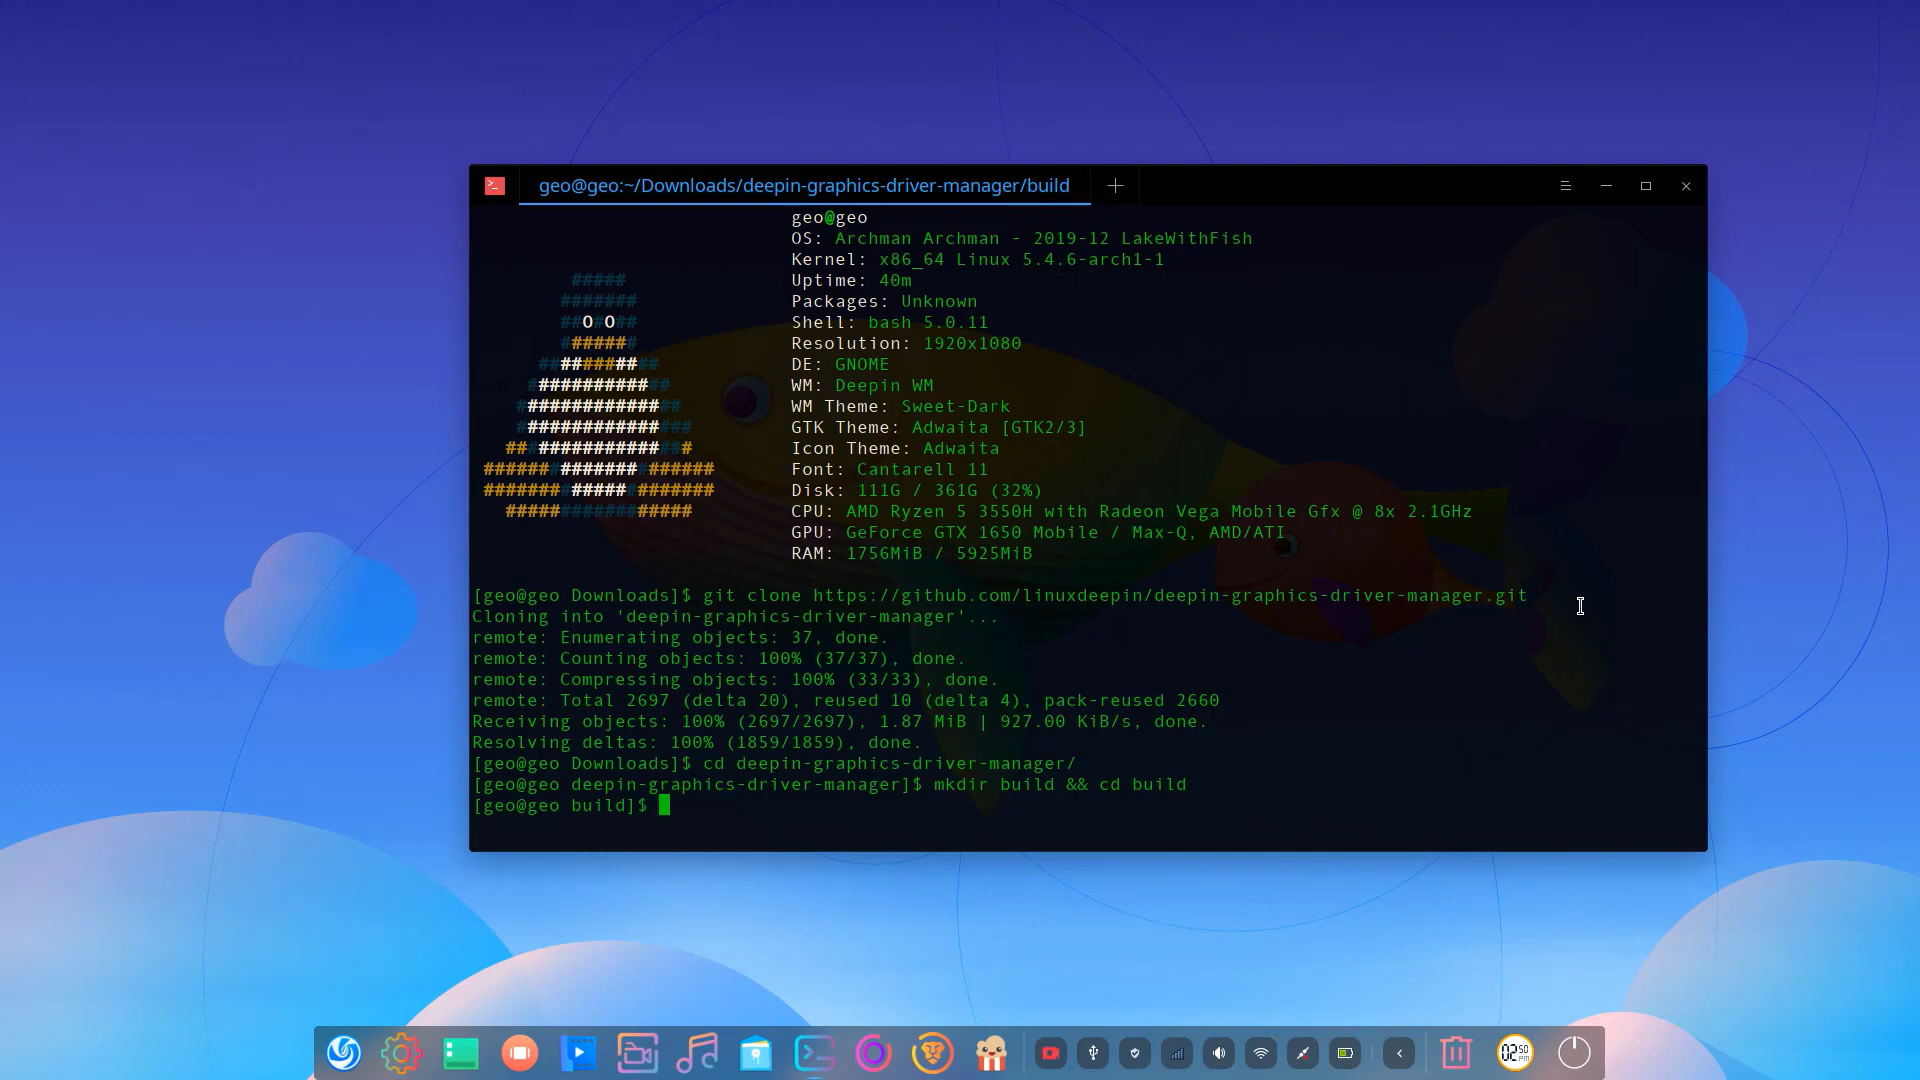 geo@geo:~/Downloads/deepin-graphics-driver-manager/build
geo@geo
OS: Archman Archman - 2019-12 LakeWithFish
Kernel: x86_64 Linux 5.4.6-arch1-1
Uptime: 40m
Packages: Unknown
Shell: bash 5.0.11
Resolution: 1920x1080
DE: GNOME
WM: Deepin WM
WM Theme: Sweet-Dark
GTK Theme: Adwaita [GTK2/3]
Icon Theme: Adwaita
Font: Cantarell 11
Disk: 111G / 361G (32%)
CPU: AMD Ryzen 5 3550H with Radeon Vega Mobile Gfx @ 8x 2.1GHz
GPU: GeForce GTX 1650 Mobile / Max-Q, AMD/ATI
RAM: 1756MiB / 5925MiB
#####
#######
##O#O##
#######
###########
#############
###############
################
#################
#####################
#####################
#################
[geo@geo Downloads]$ git clone https://github.com/linuxdeepin/deepin-graphics-driver-manager.git
Cloning into 'deepin-graphics-driver-manager'...
remote: Enumerating objects: 37, done.
remote: Counting objects: 100% (37/37), done.
remote: Compressing objects: 100% (33/33), done.
remote: Total 2697 (delta 20), reused 10 (delta 4), pack-reused 2660
Receiving objects: 100% (2697/2697), 1.87 MiB | 927.00 KiB/s, done.
Resolving deltas: 100% (1859/1859), done.
[geo@geo Downloads]$ cd deepin-graphics-driver-manager/
[geo@geo deepin-graphics-driver-manager]$ mkdir build && cd build
[geo@geo build]$
02:50 PM